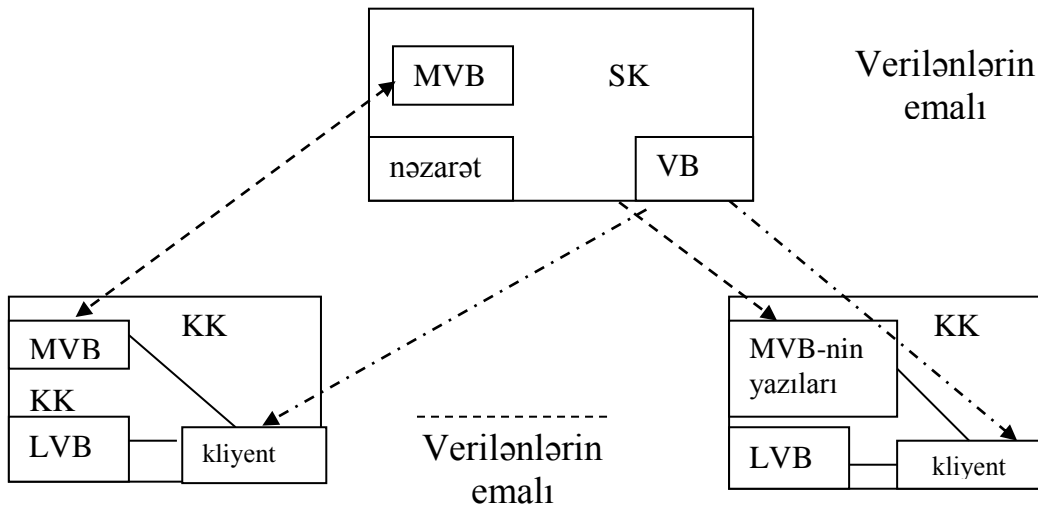 MVB
SK
Verilənlərin
emalı
nəzarət
VB
KK
MVB
KK
LVB
kliyent
Verilənlərin
emalı
KK
MVB-nin
yazıları
LVB
kliyent